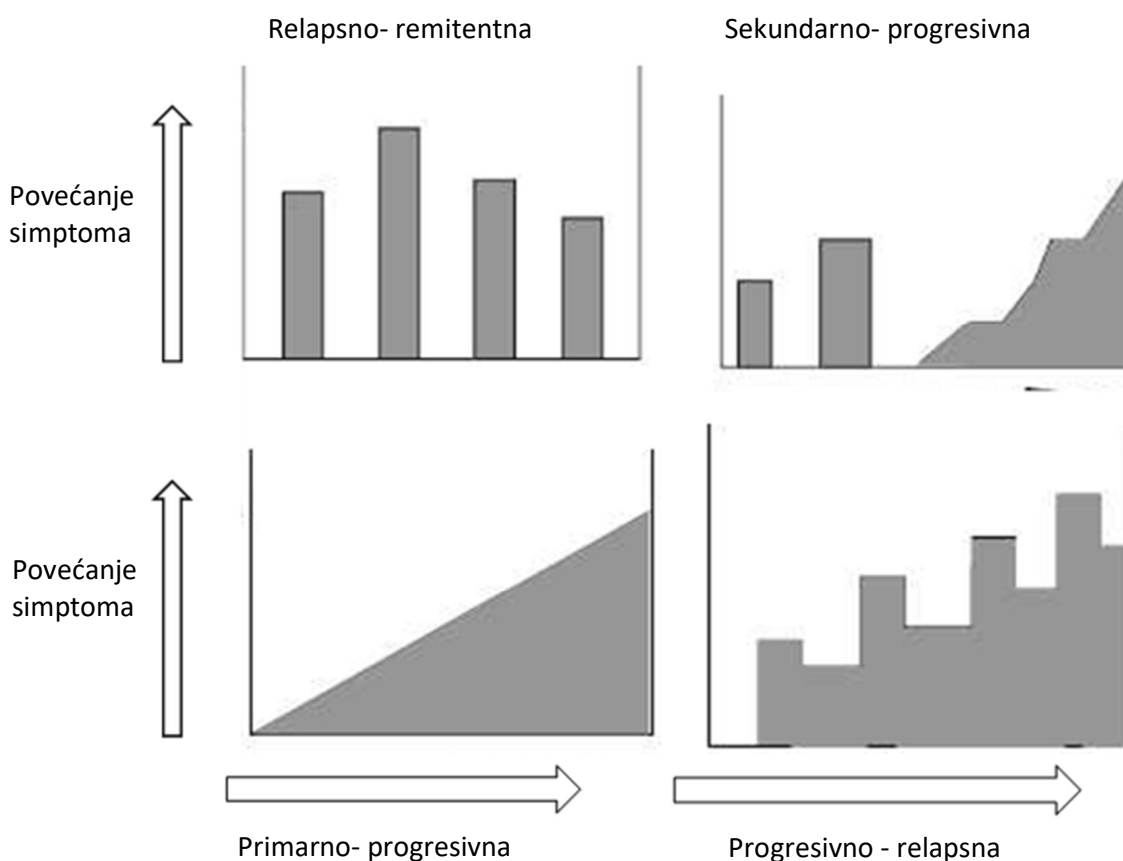 Relapsno- remitentna
Sekundarno- progresivna
Povećanje
simptoma
Povećanje
simptoma
Primarno- progresivna
Progresivno - relapsna